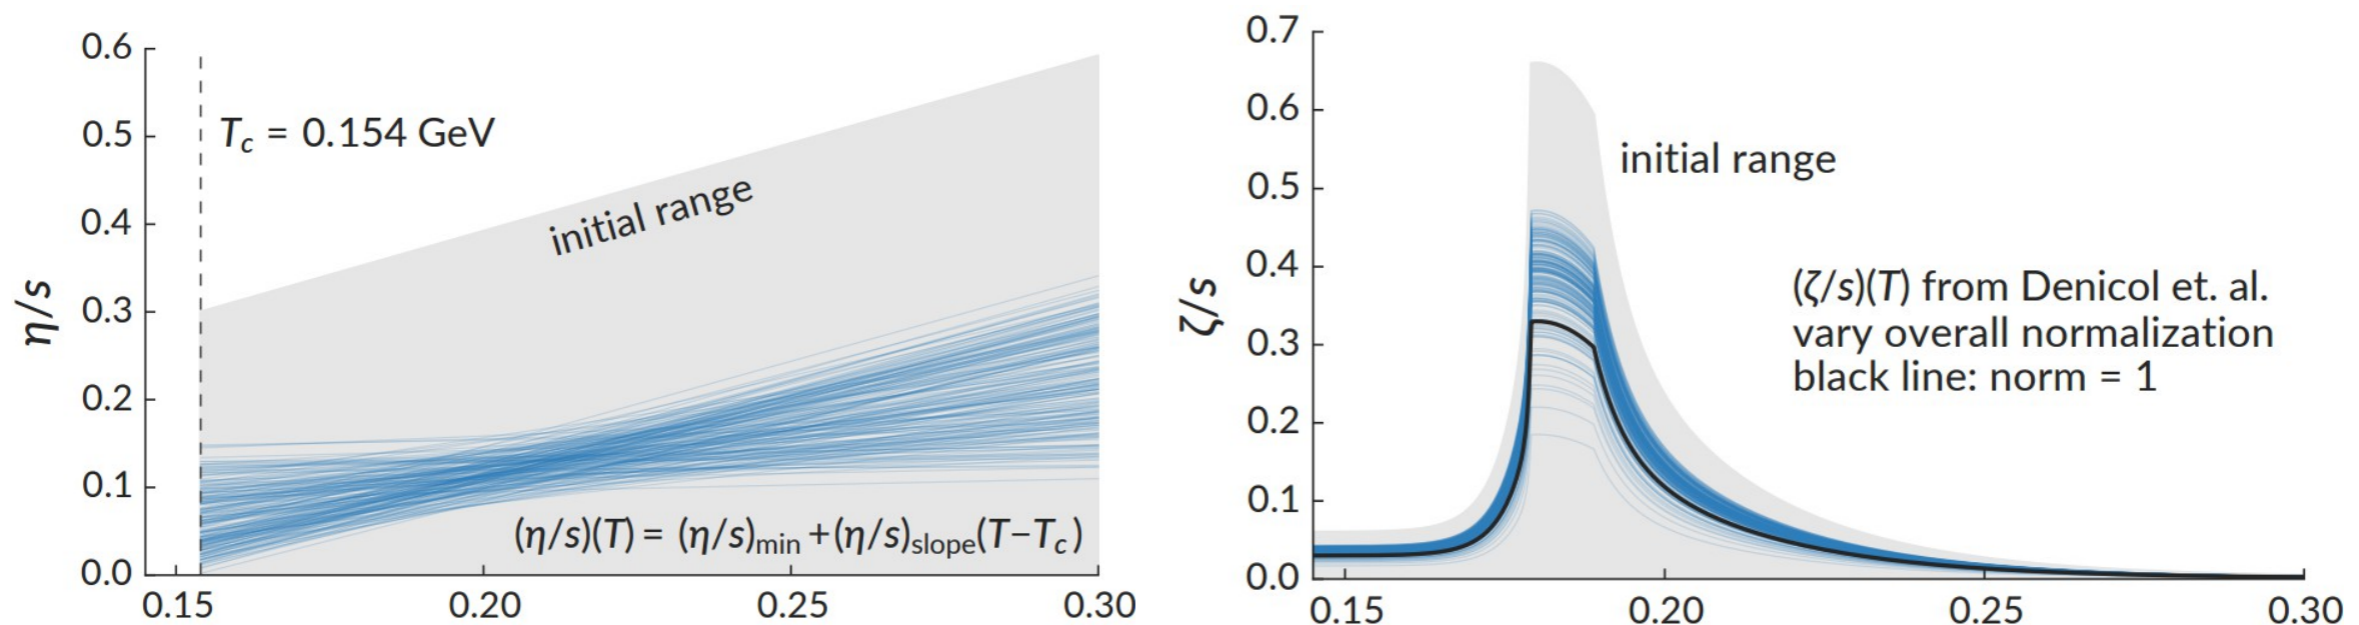 0.6
0.5
0.4
0.3
0.2
0.1
0.0
η/s
T_c = 0.154 GeV
initial range
(η/s)(T) = (η/s)_min + (η/s)_slope(T−T_c)
0.15 0.20 0.25 0.30
0.7
0.6
0.5
0.4
0.3
0.2
0.1
0.0
ζ/s
initial range
(ζ/s)(T) from Denicol et. al.
vary overall normalization
black line: norm = 1
0.15 0.20 0.25 0.30